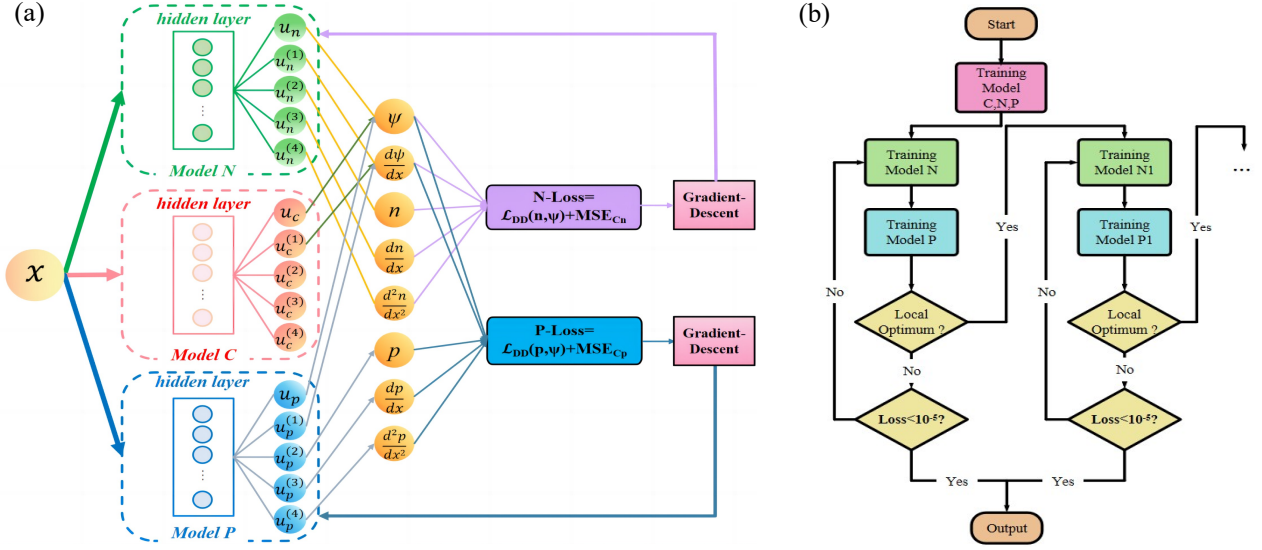 (a)
hidden layer
u_n
u_n^{(1)}
u_n^{(2)}
u_n^{(3)}
u_n^{(4)}
Model N
hidden layer
u_c
u_c^{(1)}
u_c^{(2)}
u_c^{(3)}
u_c^{(4)}
Model C
hidden layer
u_p
u_p^{(1)}
u_p^{(2)}
u_p^{(3)}
u_p^{(4)}
Model P
x
ψ
dψ/dx
n
dn/dx
d²n/dx²
p
dp/dx
d²p/dx²
N-Loss=
ℒ_DD(n,ψ)+MSE_Cn
Gradient-
Descent
P-Loss=
ℒ_DD(p,ψ)+MSE_Cp
Gradient-
Descent
(b)
Start
Training
Model
C,N,P
Training
Model N
Training
Model P
Local
Optimum ?
Yes
No
No
Loss<10⁻⁵?
Yes
Training
Model N1
Training
Model P1
Local
Optimum ?
Yes
No
No
Loss<10⁻⁵?
Yes
...
Output